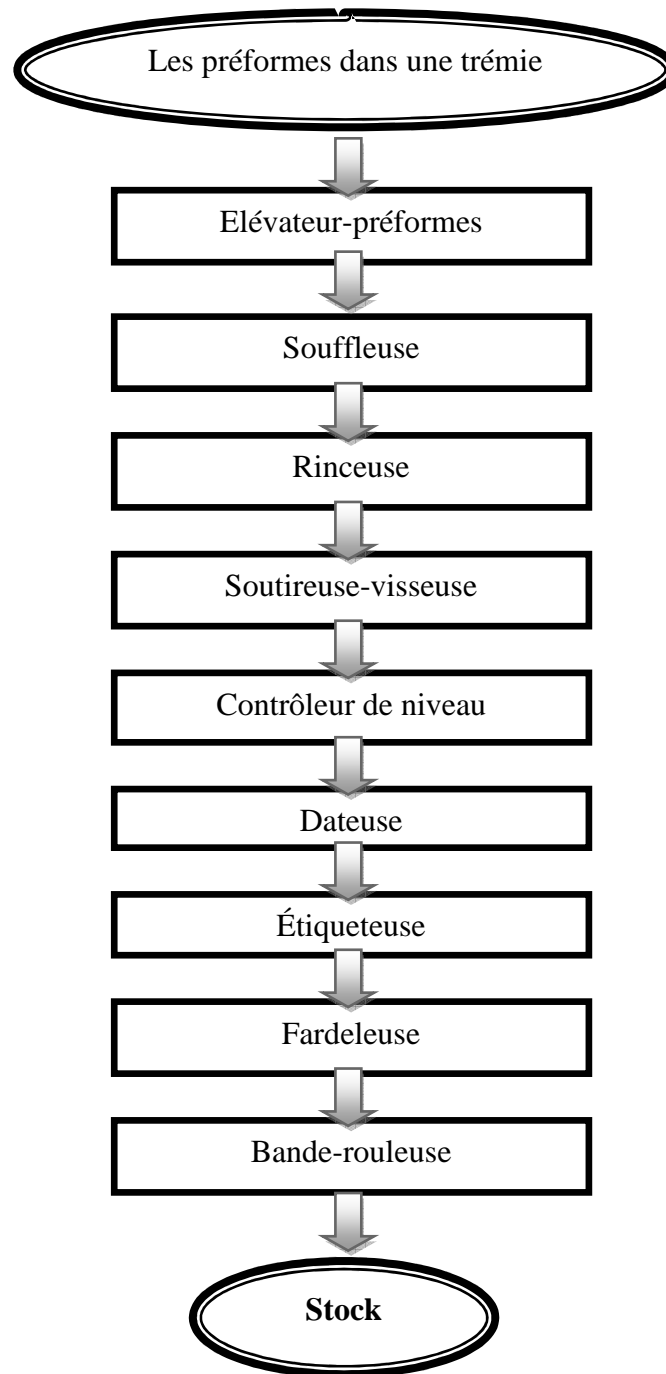 Les préformes dans une trémie
Elévateur-préformes
Souffleuse
Rinceuse
Soutireuse-visseuse
Contrôleur de niveau
Dateuse
Étiqueteuse
Fardeleuse
Bande-rouleuse
Stock